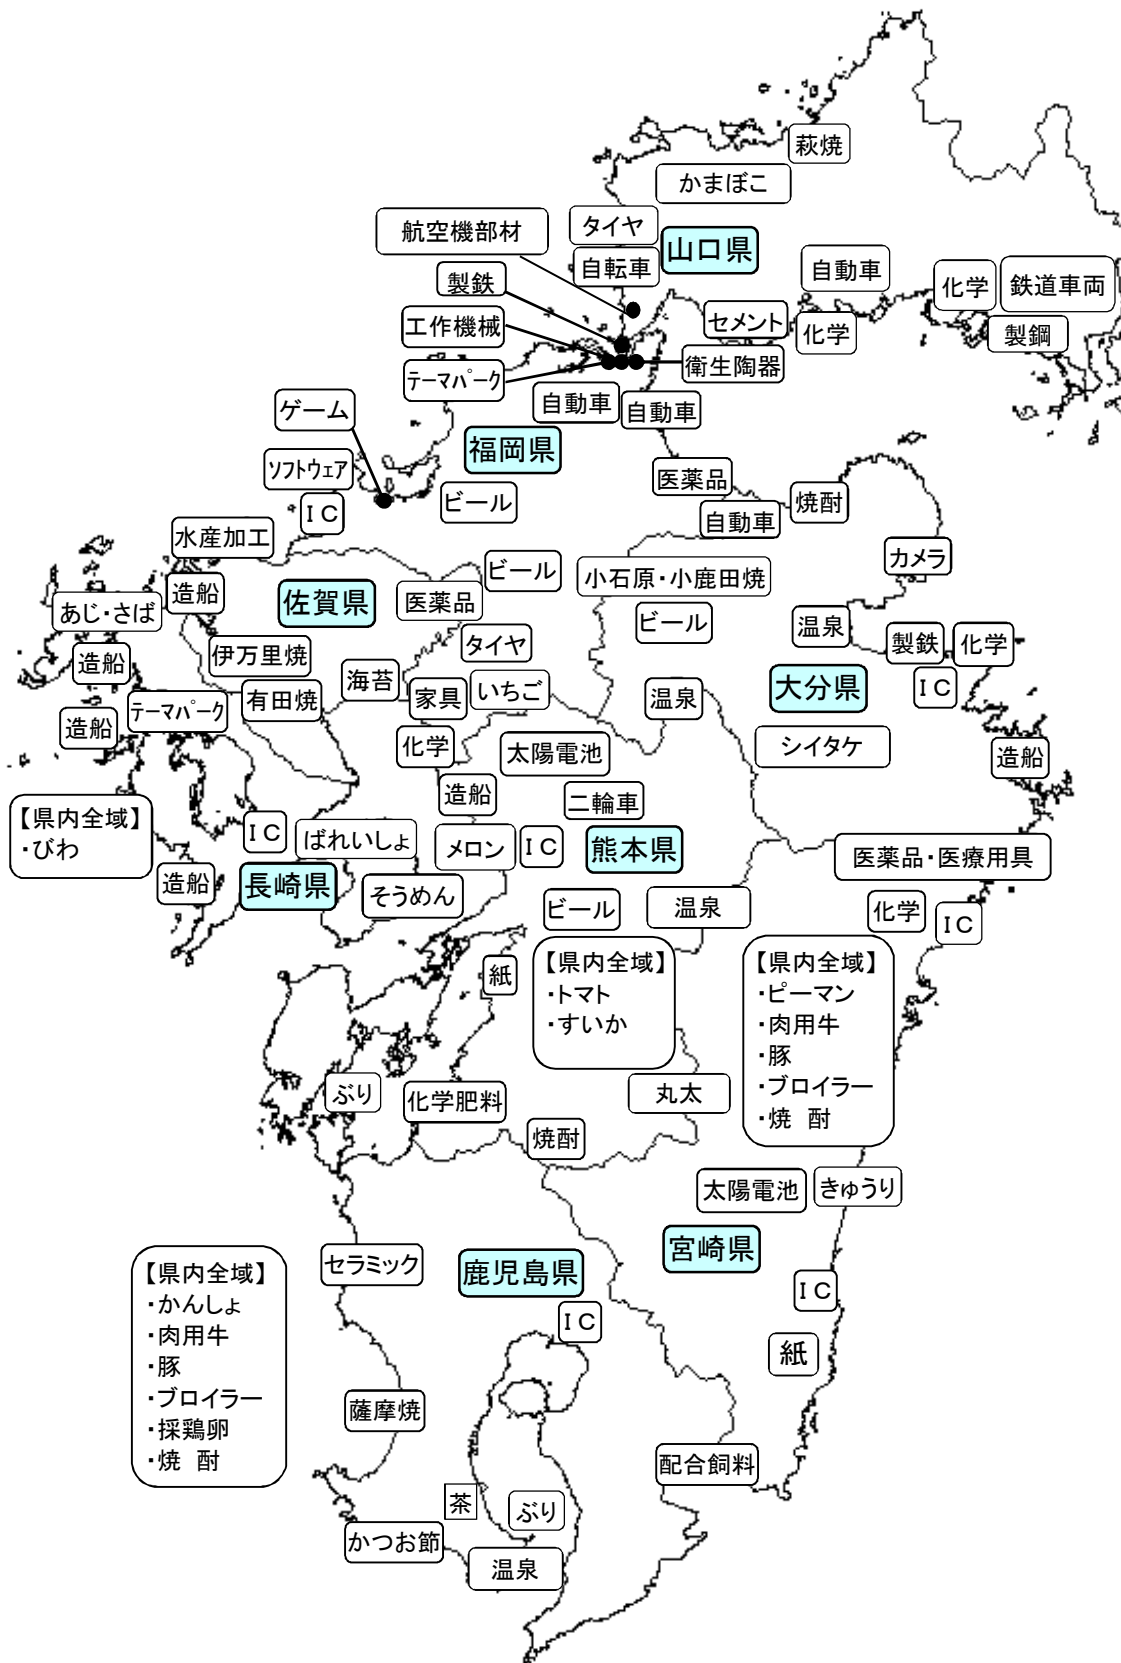 萩焼
かまぼこ
航空機部材
タイヤ
山口県
自転車
製鉄
自動車
化学
鉄道車両
工作機械
セメント
化学
製鋼
テーマパーク
衛生陶器
自動車
自動車
ゲーム
福岡県
ソフトウェア
医薬品
ＩＣ
ビール
焼酎
自動車
水産加工
カメラ
ビール
小石原・小鹿田焼
造船
佐賀県
医薬品
あじ・さば
ビール
温泉
製鉄
化学
伊万里焼
タイヤ
造船
海苔
家具
いちご
ＩＣ
有田焼
温泉
大分県
テーマパーク
造船
化学
太陽電池
シイタケ
造船
造船
二輪車
【県内全域】
・びわ
ＩＣ
ばれいしょ
メロン
ＩＣ
熊本県
医薬品・医療用具
造船
長崎県
そうめん
ビール
温泉
化学
ＩＣ
紙
【県内全域】
・トマト
・すいか
【県内全域】
・ピーマン
・肉用牛
・豚
・ブロイラー
・焼　酎
ぶり
化学肥料
丸太
焼酎
太陽電池
きゅうり
セラミック
鹿児島県
宮崎県
【県内全域】
・かんしょ
・肉用牛
・豚
・ブロイラー
・採鶏卵
・焼　酎
ＩＣ
ＩＣ
紙
薩摩焼
配合飼料
茶
ぶり
かつお節
温泉